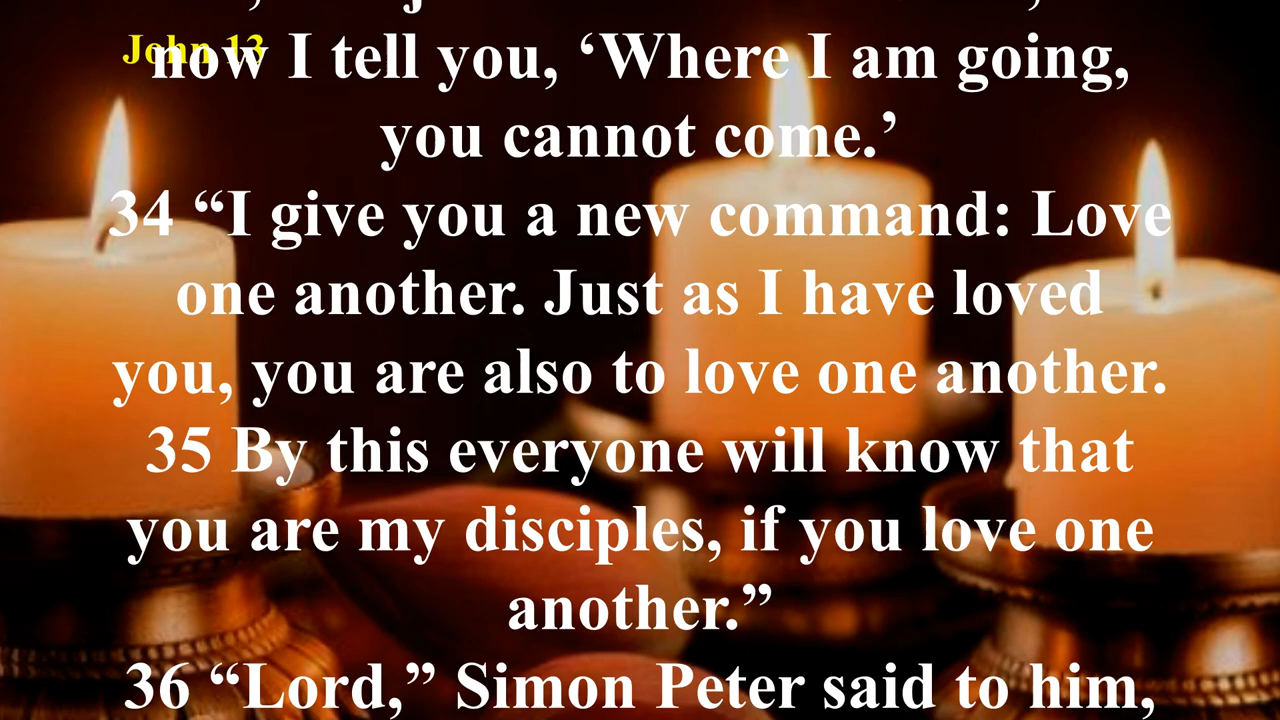 John 13
now I tell you, ‘Where I am going,
you cannot come.’
34 “I give you a new command: Love
one another. Just as I have loved
you, you are also to love one another.
35 By this everyone will know that
you are my disciples, if you love one
another.”
36 “Lord,” Simon Peter said to him,